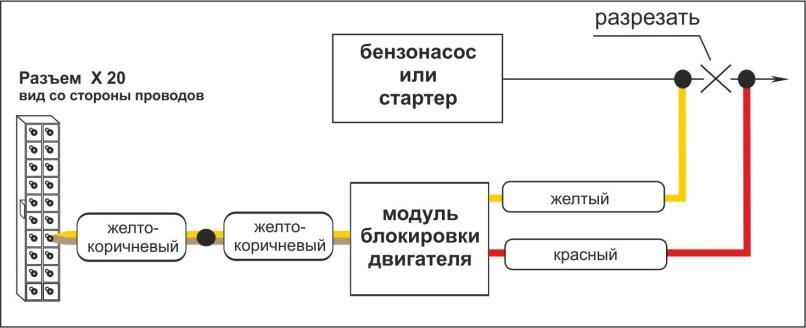 разрезать
бензонасос
или
стартер
Разъем X 20
вид со стороны проводов
желто-
коричневый
желто-
коричневый
модуль
блокировки
двигателя
желтый
красный